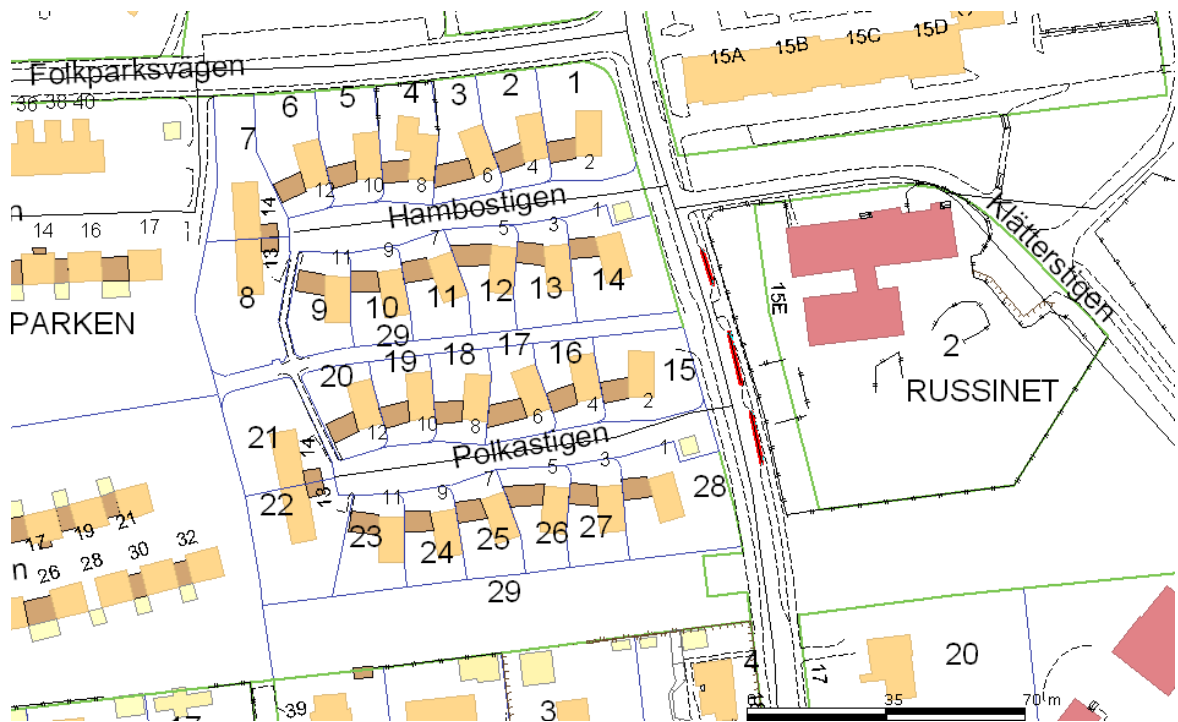 15A 15B 15C 15D
Folkparksvägen
36 38 40
7 6 5 4 3 2 1
12 10 8 6 4 2
14
Hambostigen
14 16 17
13
11 9 7 5 3 1
8 9 10 11 12 13 14
PARKEN
29
15E
Klätterstigen
2
RUSSINET
20 19 18 17 16 15
12 10 8 6 4 2
21
14
Polkastigen
22
13
11 9 7 5 3 1
23 24 25 26 27 28
17 19 21
26 28 30 32
29
39
3
4
17
20
35 70 m